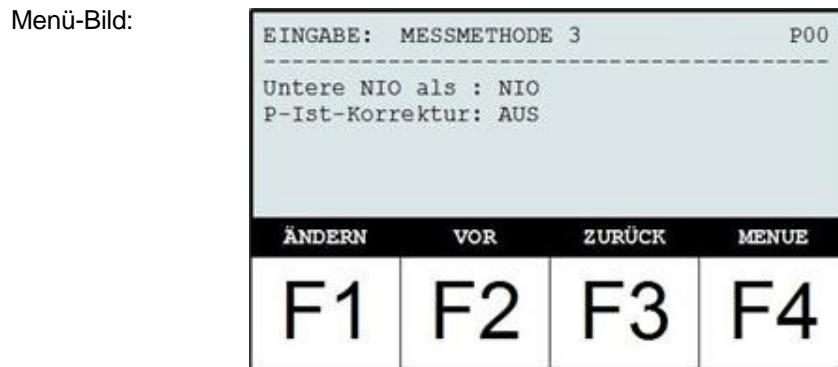 Menü-Bild:
EINGABE: MESSMETHODE 3 P00
-----------------------------------------
Untere NIO als : NIO
P-Ist-Korrektur: AUS
ÄNDERN VOR ZURÜCK MENUE
F1 F2 F3 F4